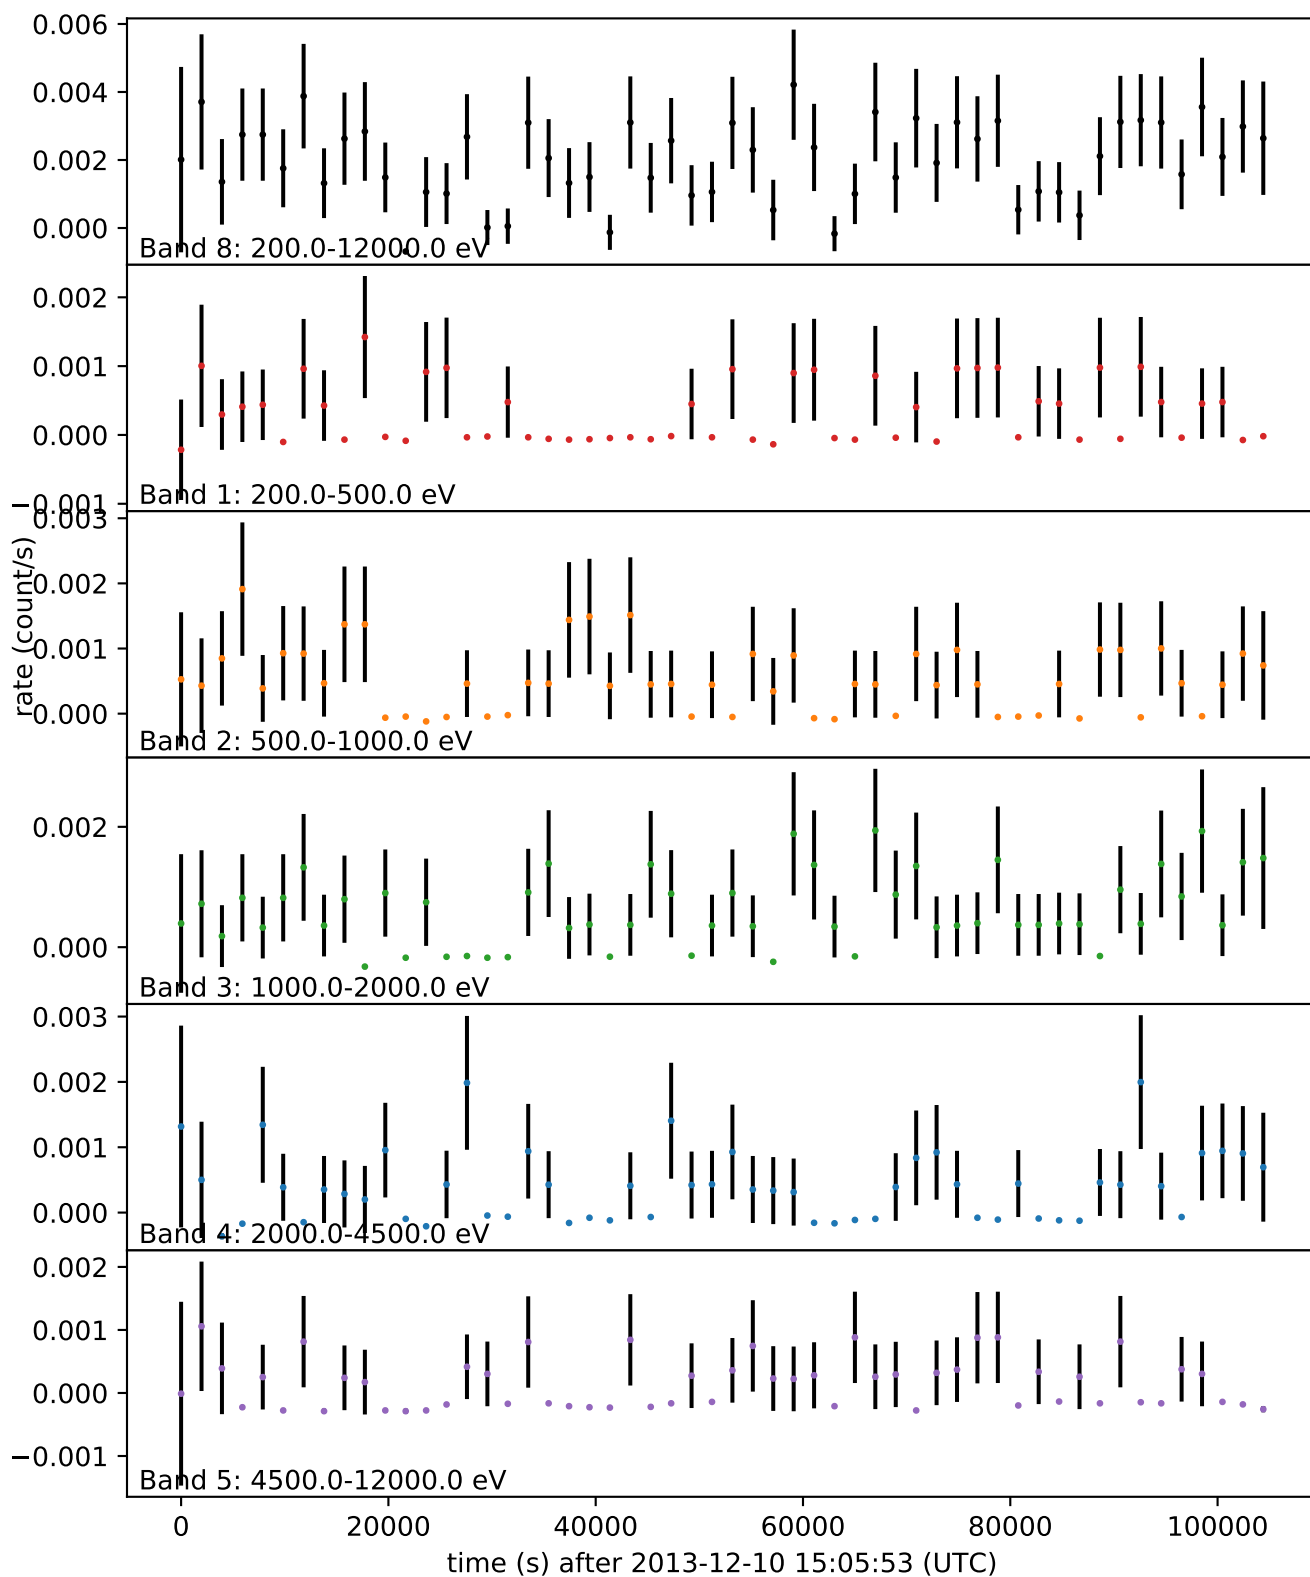 0.006
0.004
0.002
0.000
Band 8: 200.0-12000.0 eV
0.002
0.001
0.000
−0.001
Band 1: 200.0-500.0 eV
0.003
0.002
0.001
0.000
Band 2: 500.0-1000.0 eV
rate (count/s)
0.002
0.000
Band 3: 1000.0-2000.0 eV
0.003
0.002
0.001
0.000
Band 4: 2000.0-4500.0 eV
0.002
0.001
0.000
−0.001
Band 5: 4500.0-12000.0 eV
0 20000 40000 60000 80000 100000
time (s) after 2013-12-10 15:05:53 (UTC)